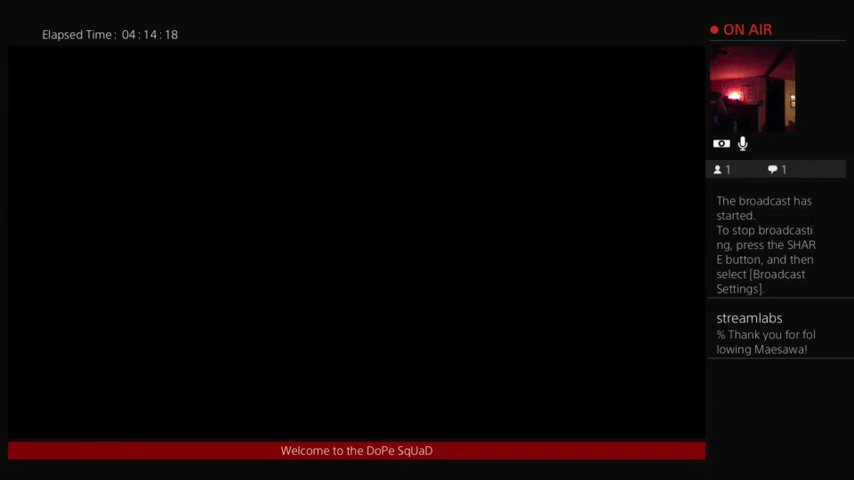 Elapsed Time : 04 : 14 : 18
ON AIR
1 1
The broadcast has
started.
To stop broadcasti
ng, press the SHAR
E button, and then
select [Broadcast
Settings].
streamlabs
% Thank you for fol
lowing Maesawa!
Welcome to the DoPe SqUaD